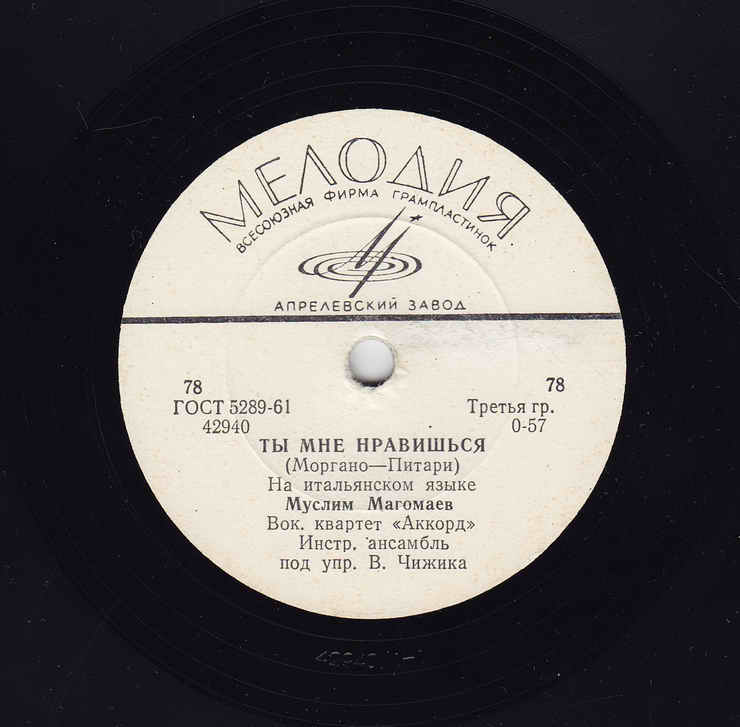 МЕЛОДИЯ
ВСЕСОЮЗНАЯ ФИРМА ГРАМПЛАСТИНОК
АПРЕЛЕВСКИЙ ЗАВОД
78 78
ГОСТ 5289-61 Третья гр.
42940 0-57
ТЫ МНЕ НРАВИШЬСЯ
(Моргано—Питари)
На итальянском языке
Муслим Магомаев
Вок. квартет «Аккорд»
Инстр. ансамбль
под упр. В. Чижика